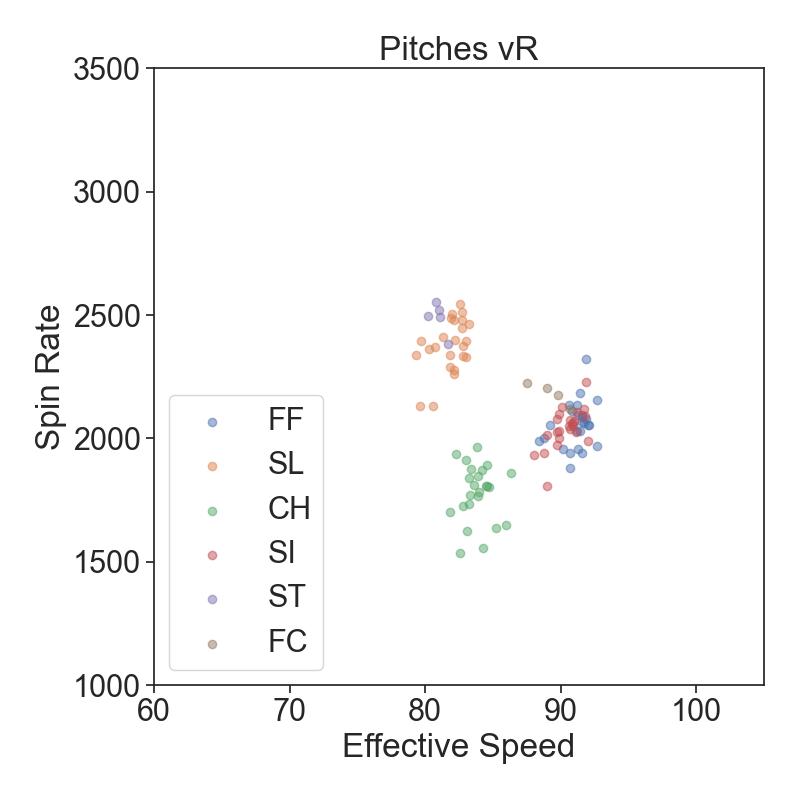 Pitches vR
3500
3000
2500
2000
1500
1000
Spin Rate
FF
SL
CH
SI
ST
FC
60 70 80 90 100
Effective Speed